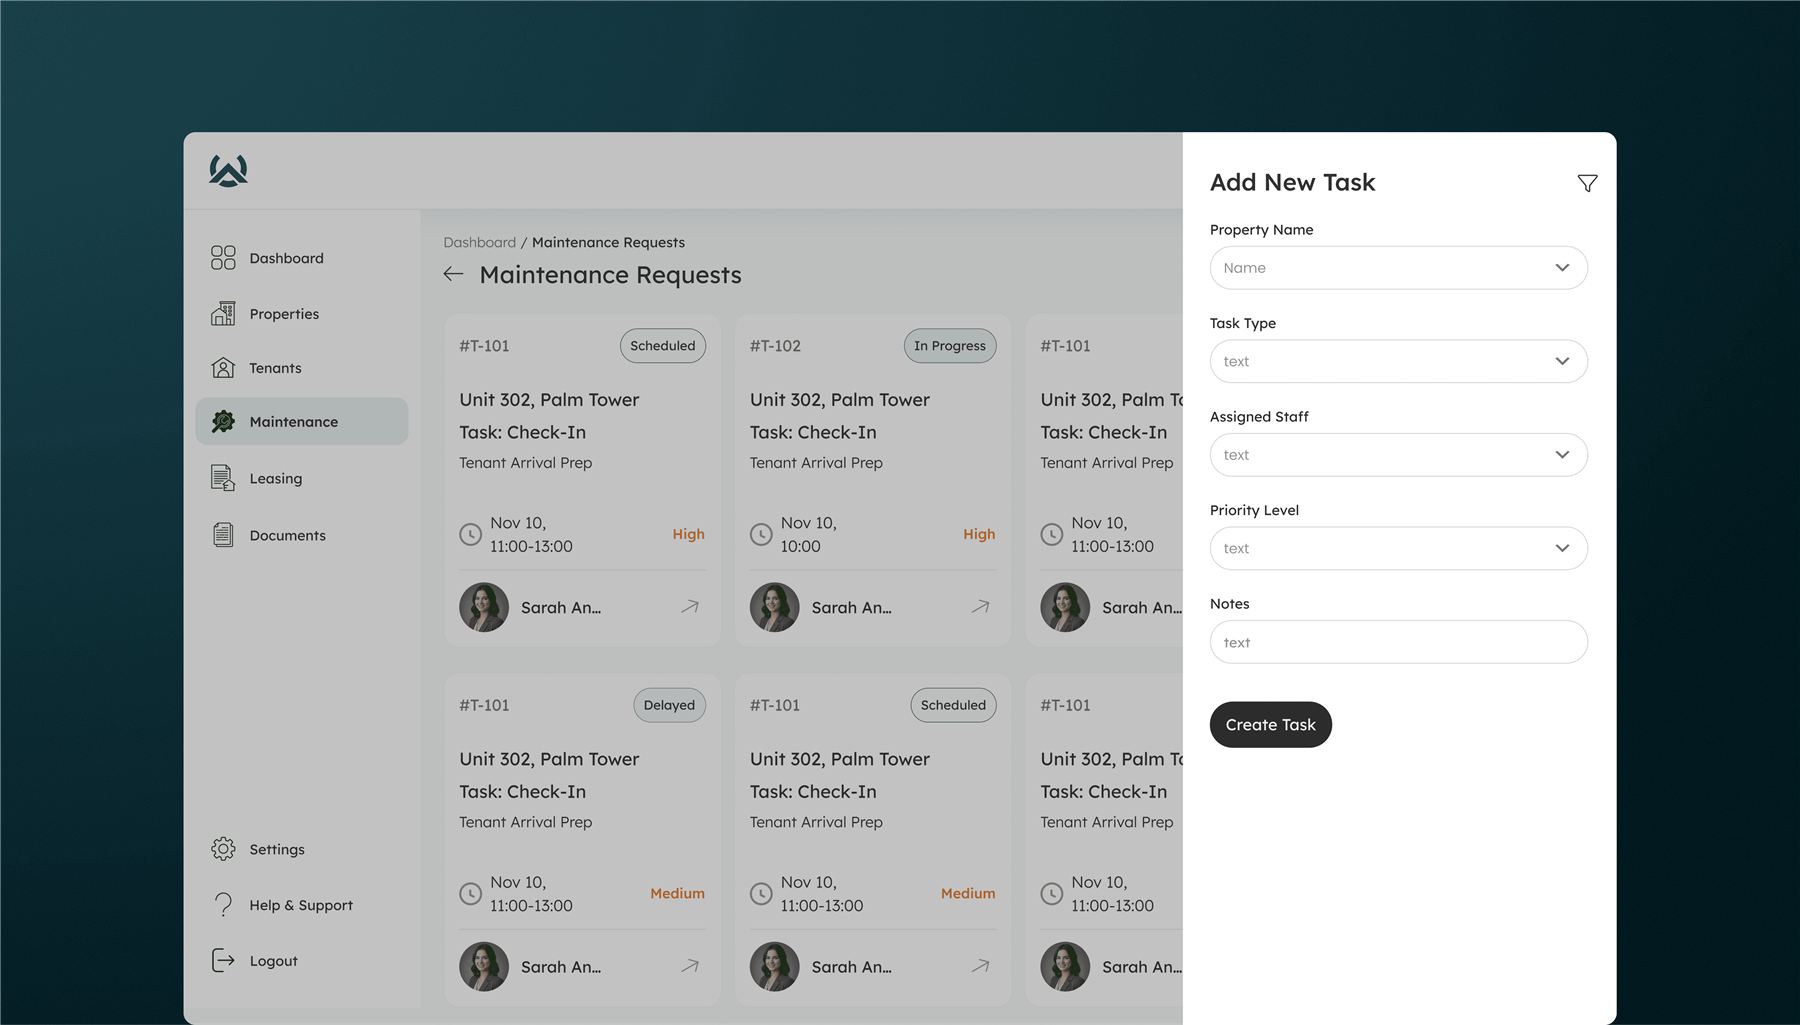 Dashboard
Properties
Tenants
Maintenance
Leasing
Documents
Settings
Help & Support
Logout
Dashboard / Maintenance Requests
Maintenance Requests
#T-101
Scheduled
Unit 302, Palm Tower
Task: Check-In
Tenant Arrival Prep
Nov 10,
11:00-13:00
High
Sarah An...
#T-102
In Progress
Unit 302, Palm Tower
Task: Check-In
Tenant Arrival Prep
Nov 10,
10:00
High
Sarah An...
#T-101
Unit 302, Palm To
Task: Check-In
Tenant Arrival Prep
Nov 10,
11:00-13:00
Sarah An...
#T-101
Delayed
Unit 302, Palm Tower
Task: Check-In
Tenant Arrival Prep
Nov 10,
11:00-13:00
Medium
Sarah An...
#T-101
Scheduled
Unit 302, Palm Tower
Task: Check-In
Tenant Arrival Prep
Nov 10,
11:00-13:00
Medium
Sarah An...
#T-101
Unit 302, Palm To
Task: Check-In
Tenant Arrival Prep
Nov 10,
11:00-13:00
Sarah An...
Add New Task
Property Name
Name
Task Type
text
Assigned Staff
text
Priority Level
text
Notes
text
Create Task